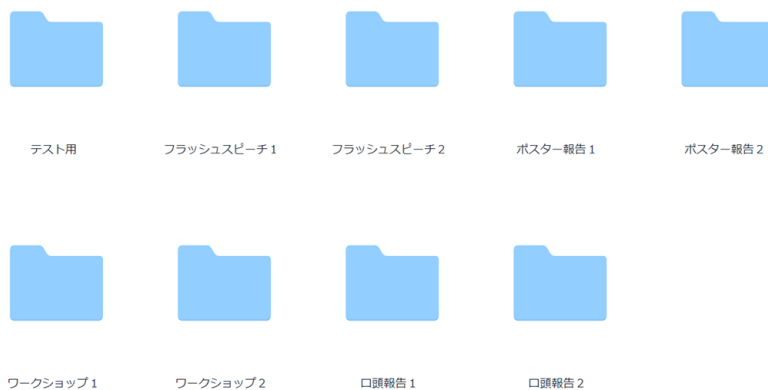 テスト用
フラッシュスピーチ１
フラッシュスピーチ２
ポスター報告１
ポスター報告２
ワークショップ１
ワークショップ２
口頭報告１
口頭報告２